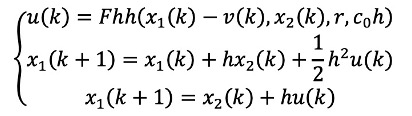 u(k) = Fhh(x₁(k) − v(k), x₂(k), r, c₀h)
x₁(k + 1) = x₁(k) + hx₂(k) + ½h²u(k)
x₁(k + 1) = x₂(k) + hu(k)